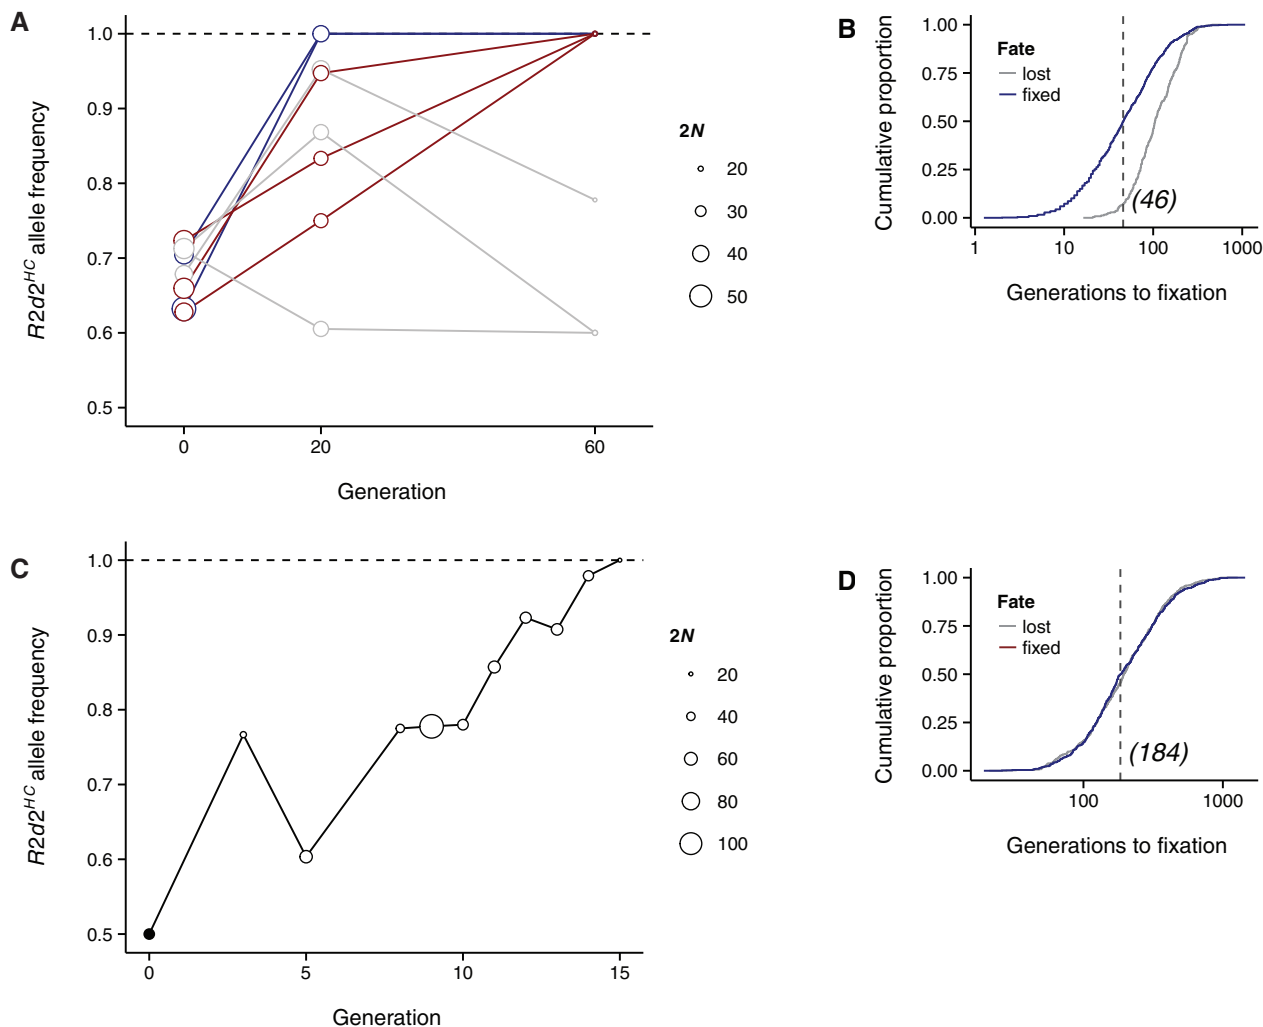 A
1.0
0.9
0.8
0.7
0.6
0.5
R2d2^HC allele frequency
0
20
60
Generation
2N
20
30
40
50
B
1.00
0.75
0.50
0.25
0.00
Cumulative proportion
Fate
lost
fixed
(46)
1
10
100
1000
Generations to fixation
C
1.0
0.9
0.8
0.7
0.6
0.5
R2d2^HC allele frequency
0
5
10
15
Generation
2N
20
40
60
80
100
D
1.00
0.75
0.50
0.25
0.00
Cumulative proportion
Fate
lost
fixed
(184)
100
1000
Generations to fixation